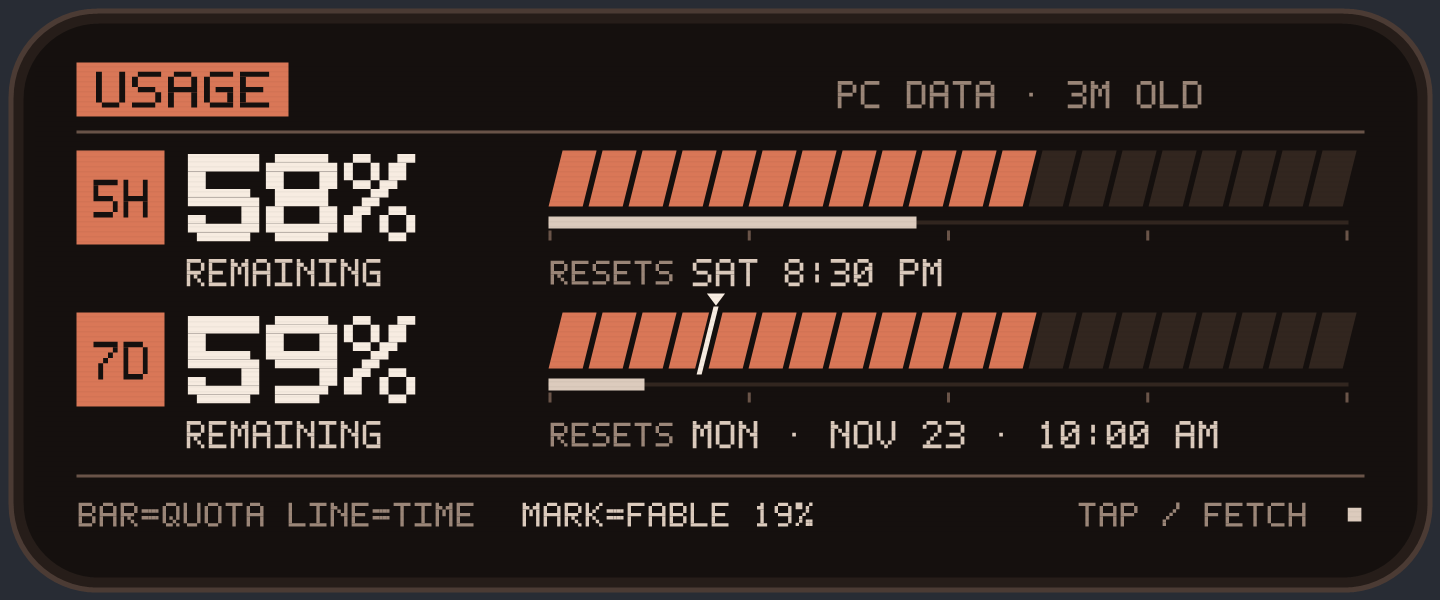 USAGE
PC DATA · 3M OLD
5H 58%
REMAINING
RESETS SAT 8:30 PM
7D 59%
REMAINING
RESETS MON · NOV 23 · 10:00 AM
BAR=QUOTA LINE=TIME MARK=FABLE 19% TAP / FETCH